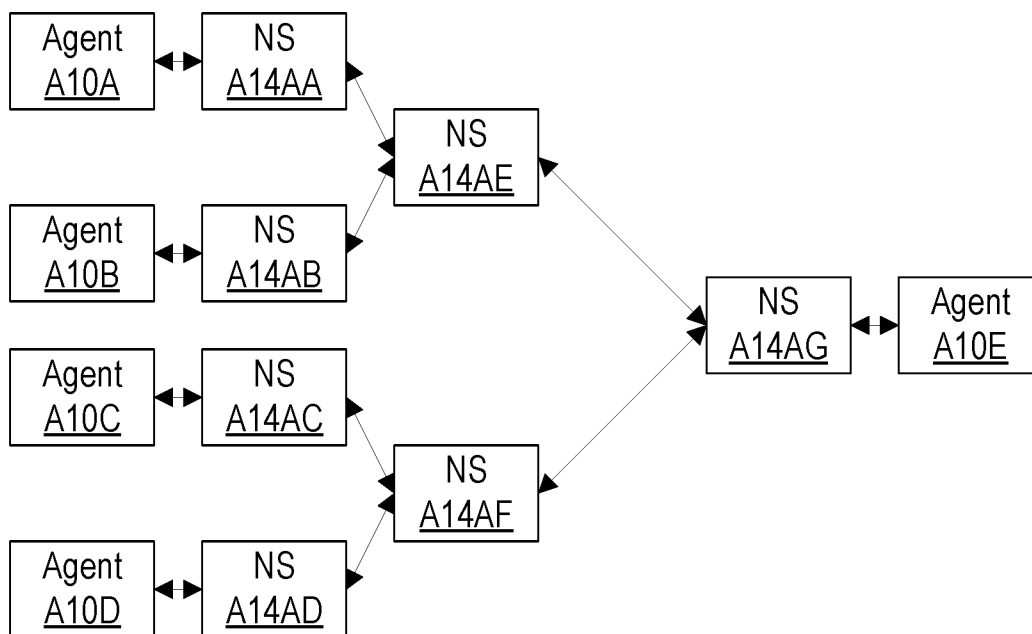 Agent
A10A
NS
A14AA
NS
A14AE
Agent
A10B
NS
A14AB
NS
A14AG
Agent
A10E
Agent
A10C
NS
A14AC
NS
A14AF
Agent
A10D
NS
A14AD